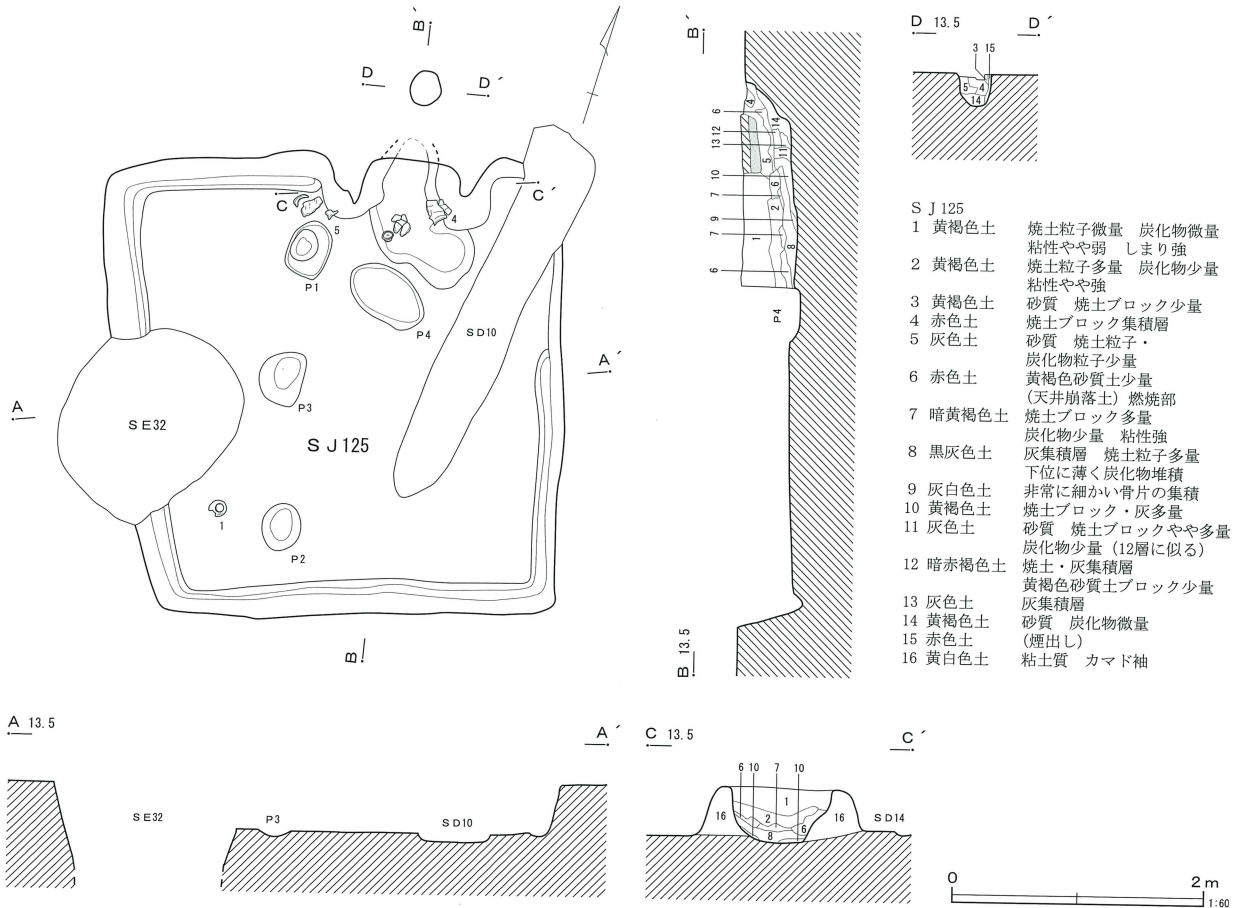 B´
D
D´
C
C´
5
4
P1
P4
SD10
A
A´
P3
SE32
SJ125
1
P2
B
B´
4
6
3 12
14
13
11
5
10
6
7
2
9
7
1
8
6
P4
B 13.5
D 13.5
D´
3 15
5 4
14
SJ125
1 黄褐色土 焼土粒子微量 炭化物微量
粘性やや弱 しまり強
2 黄褐色土 焼土粒子多量 炭化物少量
粘性やや強
3 黄褐色土 砂質 焼土ブロック少量
4 赤色土 焼土ブロック集積層
5 灰色土 砂質 焼土粒子・
炭化物粒子少量
6 赤色土 黄褐色砂質土少量
(天井崩落土) 燃焼部
7 暗黄褐色土 焼土ブロック多量
炭化物少量 粘性強
8 黒灰色土 灰集積層 焼土粒子多量
下位に薄く炭化物堆積
9 灰白色土 非常に細かい骨片の集積
10 黄褐色土 焼土ブロック・灰多量
11 灰色土 砂質 焼土ブロックやや多量
炭化物少量 (12層に似る)
12 暗赤褐色土 焼土・灰集積層
黄褐色砂質土ブロック少量
13 灰色土 灰集積層
14 黄褐色土 砂質 炭化物微量
15 赤色土 (煙出し)
16 黄白色土 粘土質 カマド袖
A 13.5
A´
SE32
P3
SD10
C 13.5
C´
6 10 7 10
1
16
2
6
16
8
SD14
0
2m
1:60